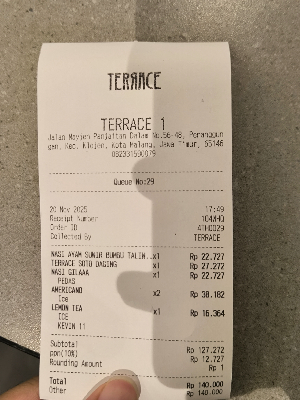 TERRACE
TERRACE 1
Jalan Mayjen Panjaitan Dalam No.56-48, Penanggun
gan, Kec. Klojen, Kota Malang, Jawa Timur, 65146
Queue No:29
20 Nov 2025 17:49
Receipt Number
Order ID
Collected By TERRACE
NASI AYAM SUWIR BUMBU TALIN..x1 Rp 22.727
TERRACE SOTO DAGING x1 Rp 27.272
NASI GILAAA x1 Rp 22.727
PEDAS
AMERICANO x2 Rp 38.182
Ice
LEMON TEA x1 Rp 16.364
ICE
KEVIN 11
Subtotal Rp 127.272
ppn(10%) Rp 12.727
Rounding Amount Rp 1
Total Rp 140.000
Other Rp 140.000